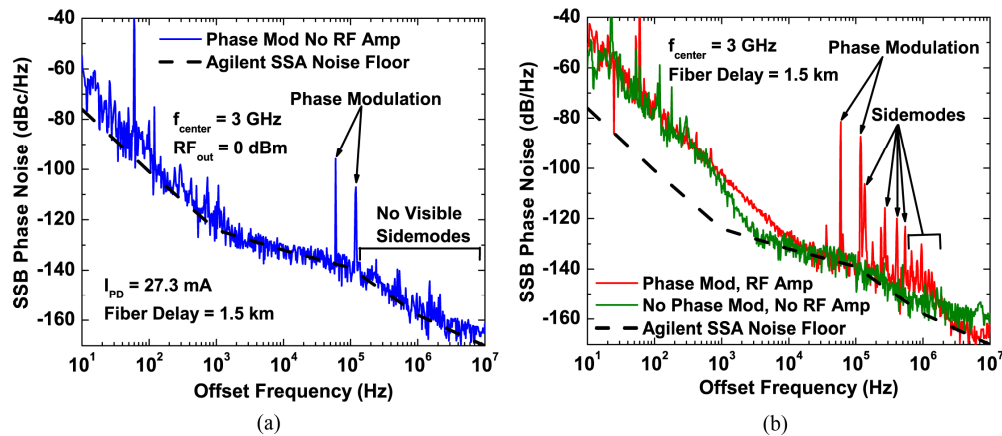 (a)
Phase Mod No RF Amp
Agilent SSA Noise Floor
Phase Modulation
f_center = 3 GHz
RF_out = 0 dBm
No Visible
Sidemodes
I_PD = 27.3 mA
Fiber Delay = 1.5 km
SSB Phase Noise (dBc/Hz)
-40
-60
-80
-100
-120
-140
-160
10^1 10^2 10^3 10^4 10^5 10^6 10^7
Offset Frequency (Hz)
(a)
(b)
f_center = 3 GHz
Fiber Delay = 1.5 km
Phase Modulation
Sidemodes
Phase Mod, RF Amp
No Phase Mod, No RF Amp
Agilent SSA Noise Floor
SSB Phase Noise (dB/Hz)
-40
-60
-80
-100
-120
-140
-160
10^1 10^2 10^3 10^4 10^5 10^6 10^7
Offset Frequency (Hz)
(b)